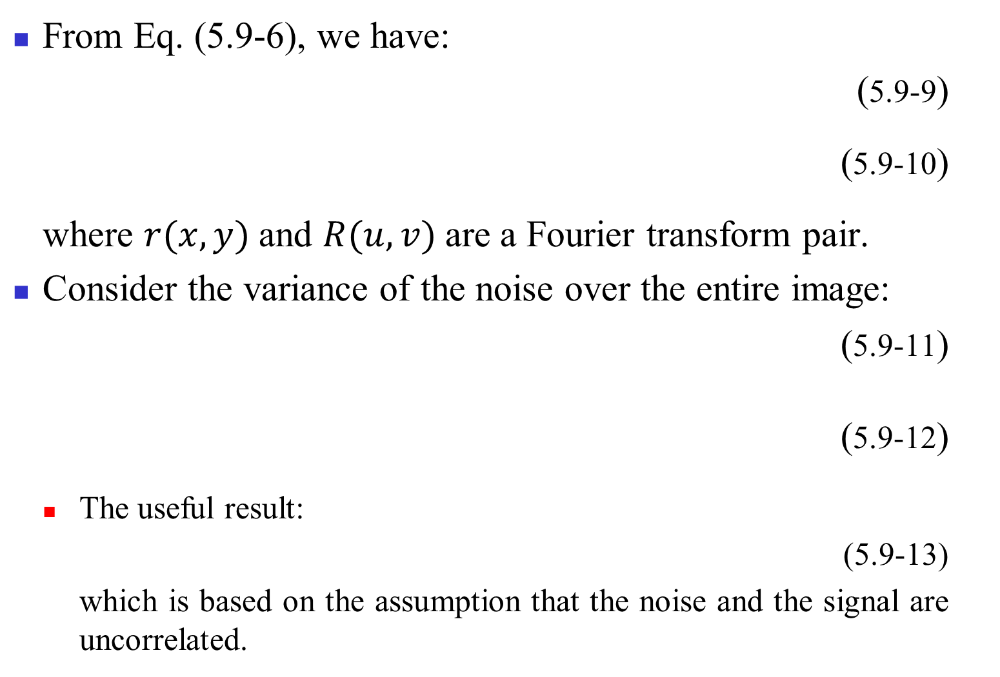 ■ From Eq. (5.9-6), we have:
(5.9-9)
(5.9-10)
where r(x, y) and R(u, v) are a Fourier transform pair.
■ Consider the variance of the noise over the entire image:
(5.9-11)
(5.9-12)
■ The useful result:
(5.9-13)
which is based on the assumption that the noise and the signal are
uncorrelated.